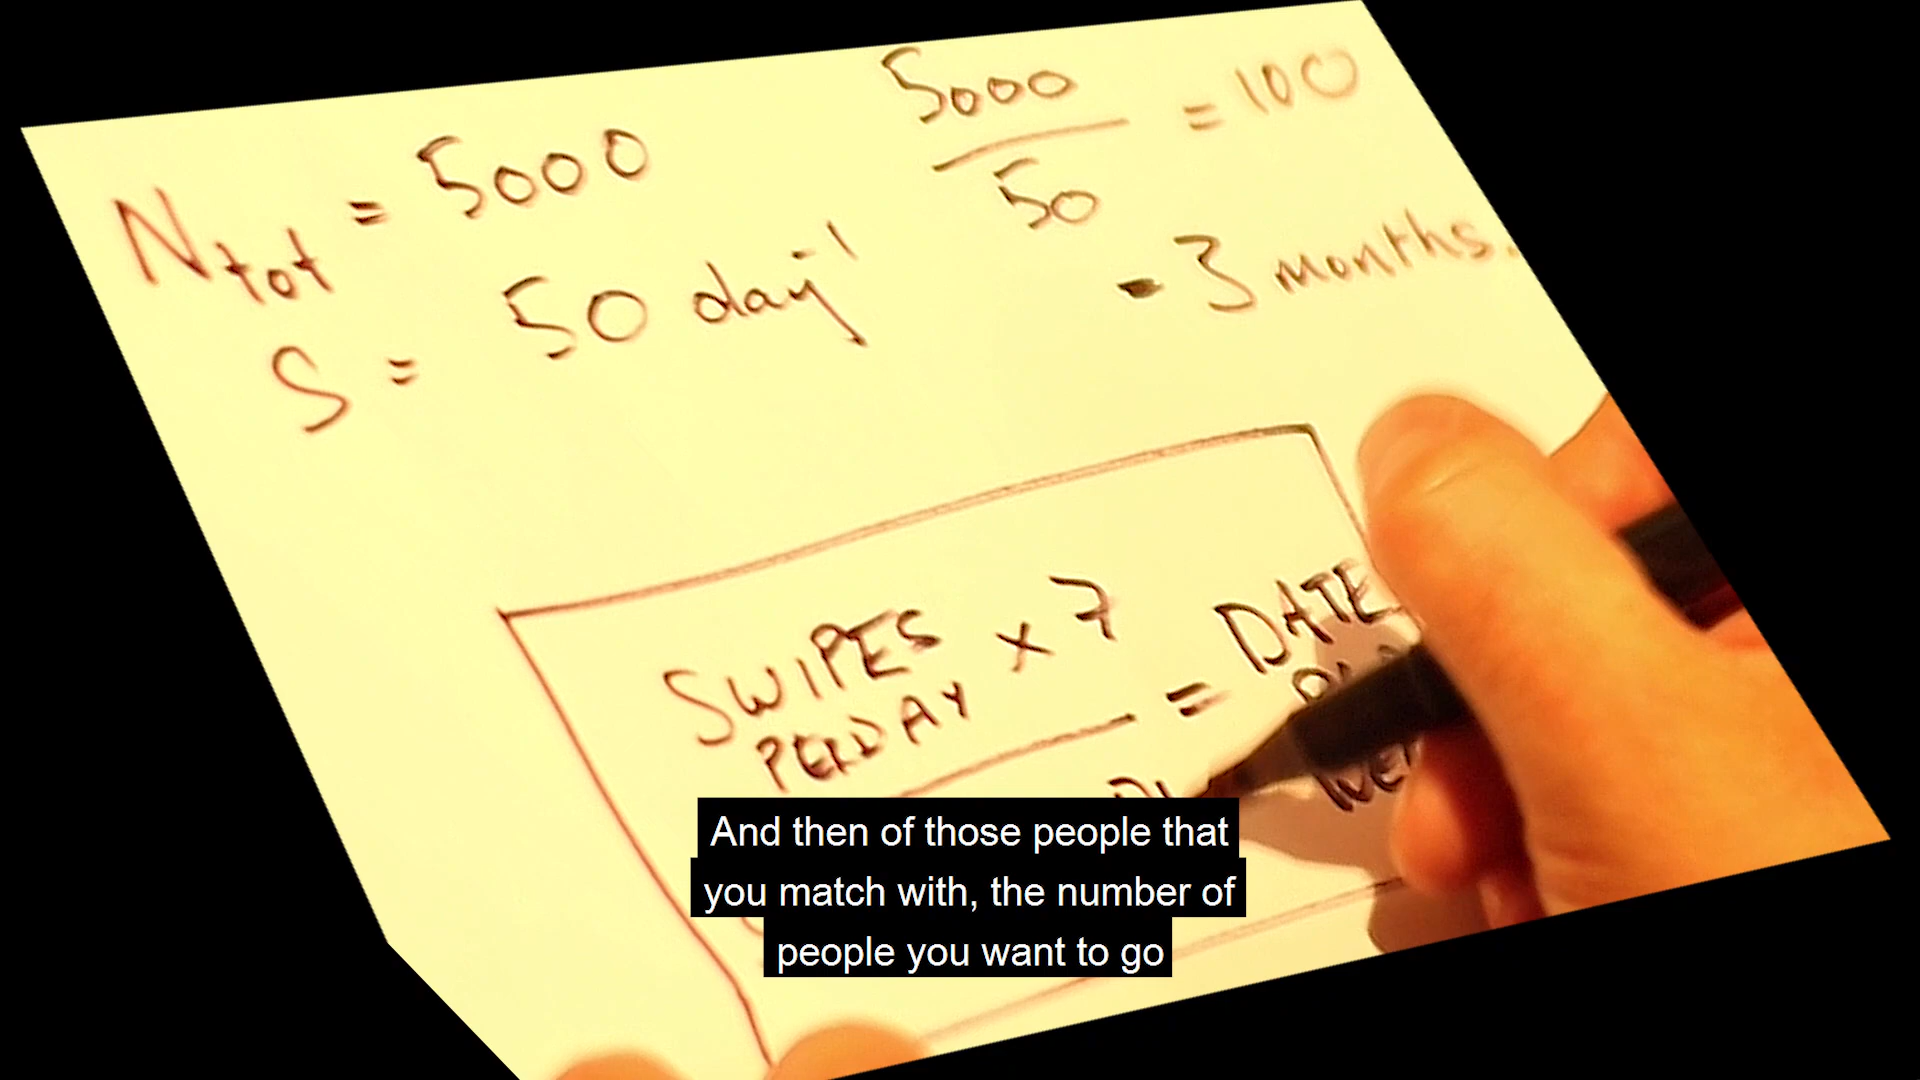 N tot = 5000
S = 50 day⁻¹
5000
50
= 100
- 3 months.
SWIPES
PER DAY
x 7
=
DATE
And then of those people that
you match with, the number of
people you want to go